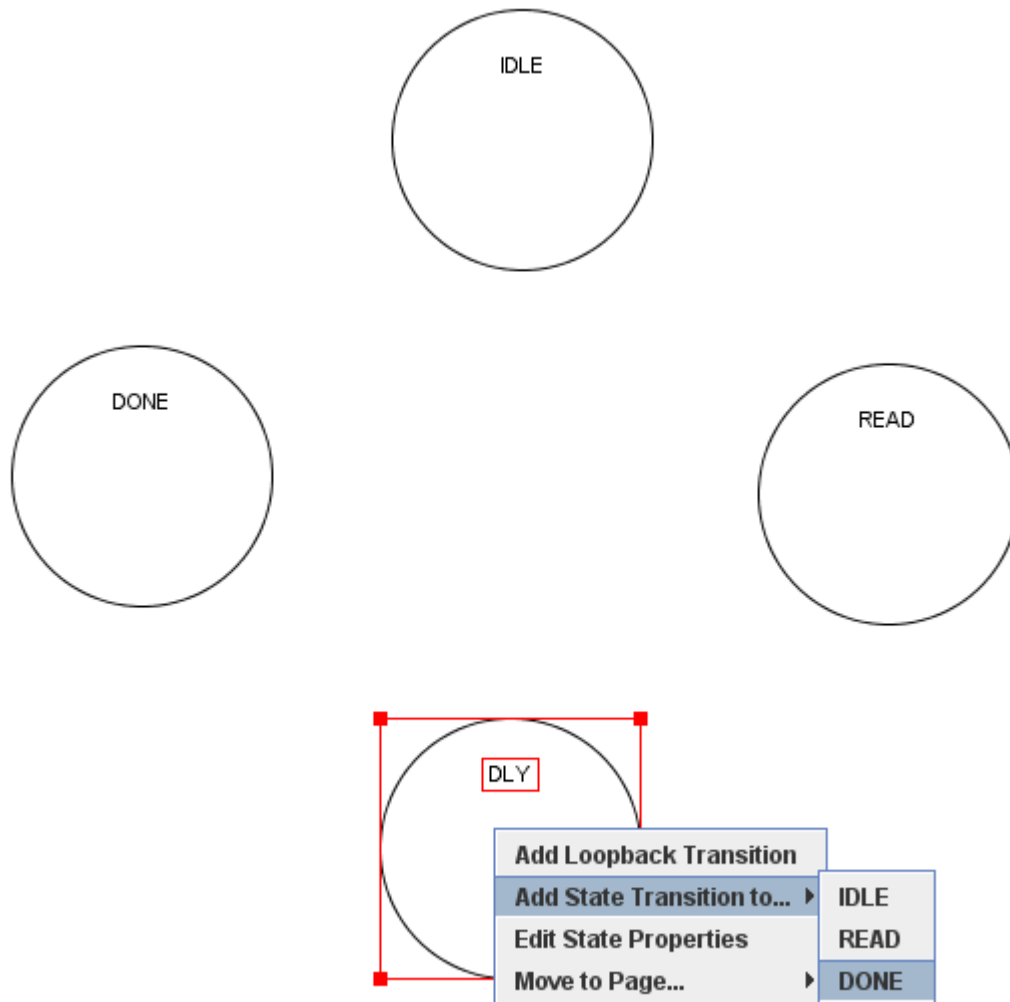 IDLE
DONE
READ
DLY
Add Loopback Transition
Add State Transition to...
IDLE
Edit State Properties
READ
Move to Page...
DONE